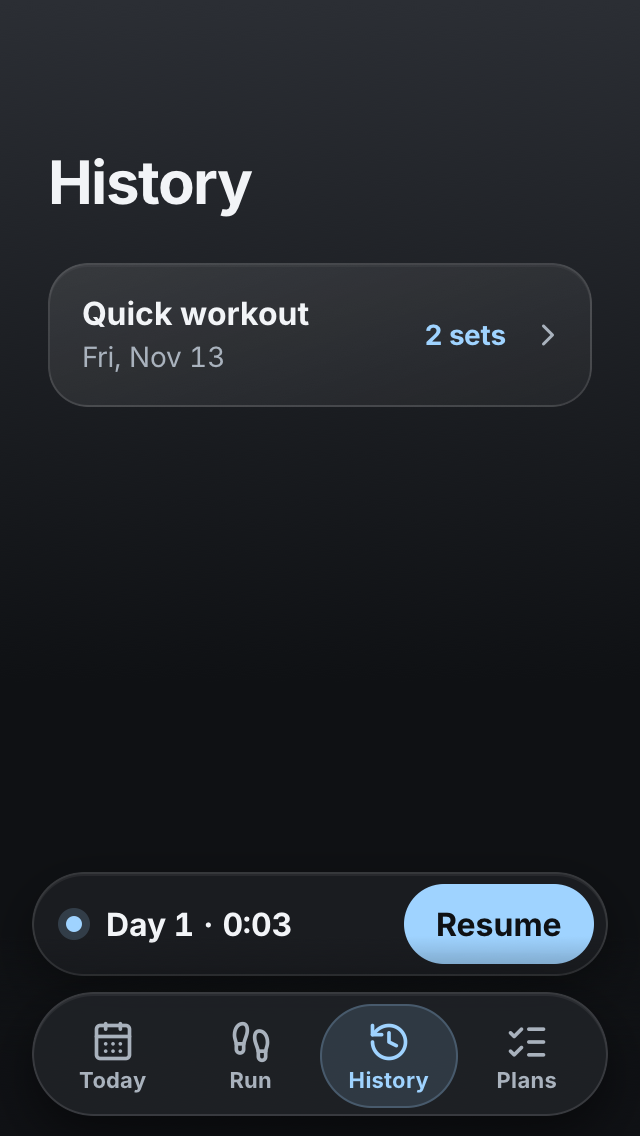 History
Quick workout
Fri, Nov 13
2 sets
Day 1 · 0:03
Resume
Today
Run
History
Plans